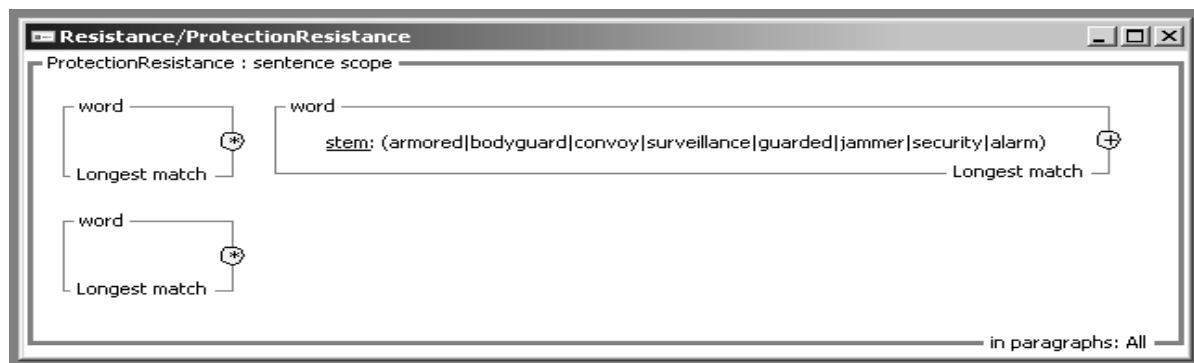 Resistance/ProtectionResistance
ProtectionResistance : sentence scope
word word
* stem: (armored|bodyguard|convoy|surveillance|guarded|jammer|security|alarm) +
Longest match Longest match
word
*
Longest match
in paragraphs: All